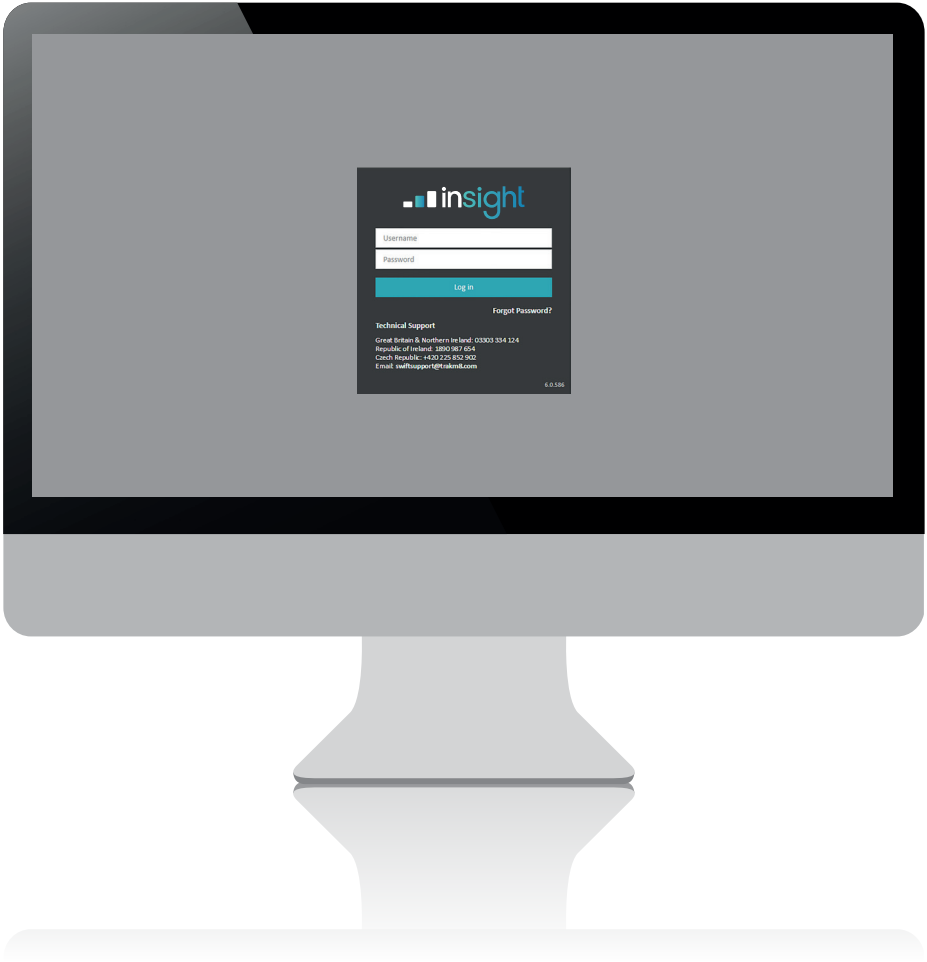 insight
Username
Password
Log in
Forgot Password?
Technical Support
Great Britain & Northern Ireland: 03303 334 124
Republic of Ireland: 1890 987 654
Czech Republic: +420 225 852 902
Email: swiftsupport@trakm8.com
6.0.586